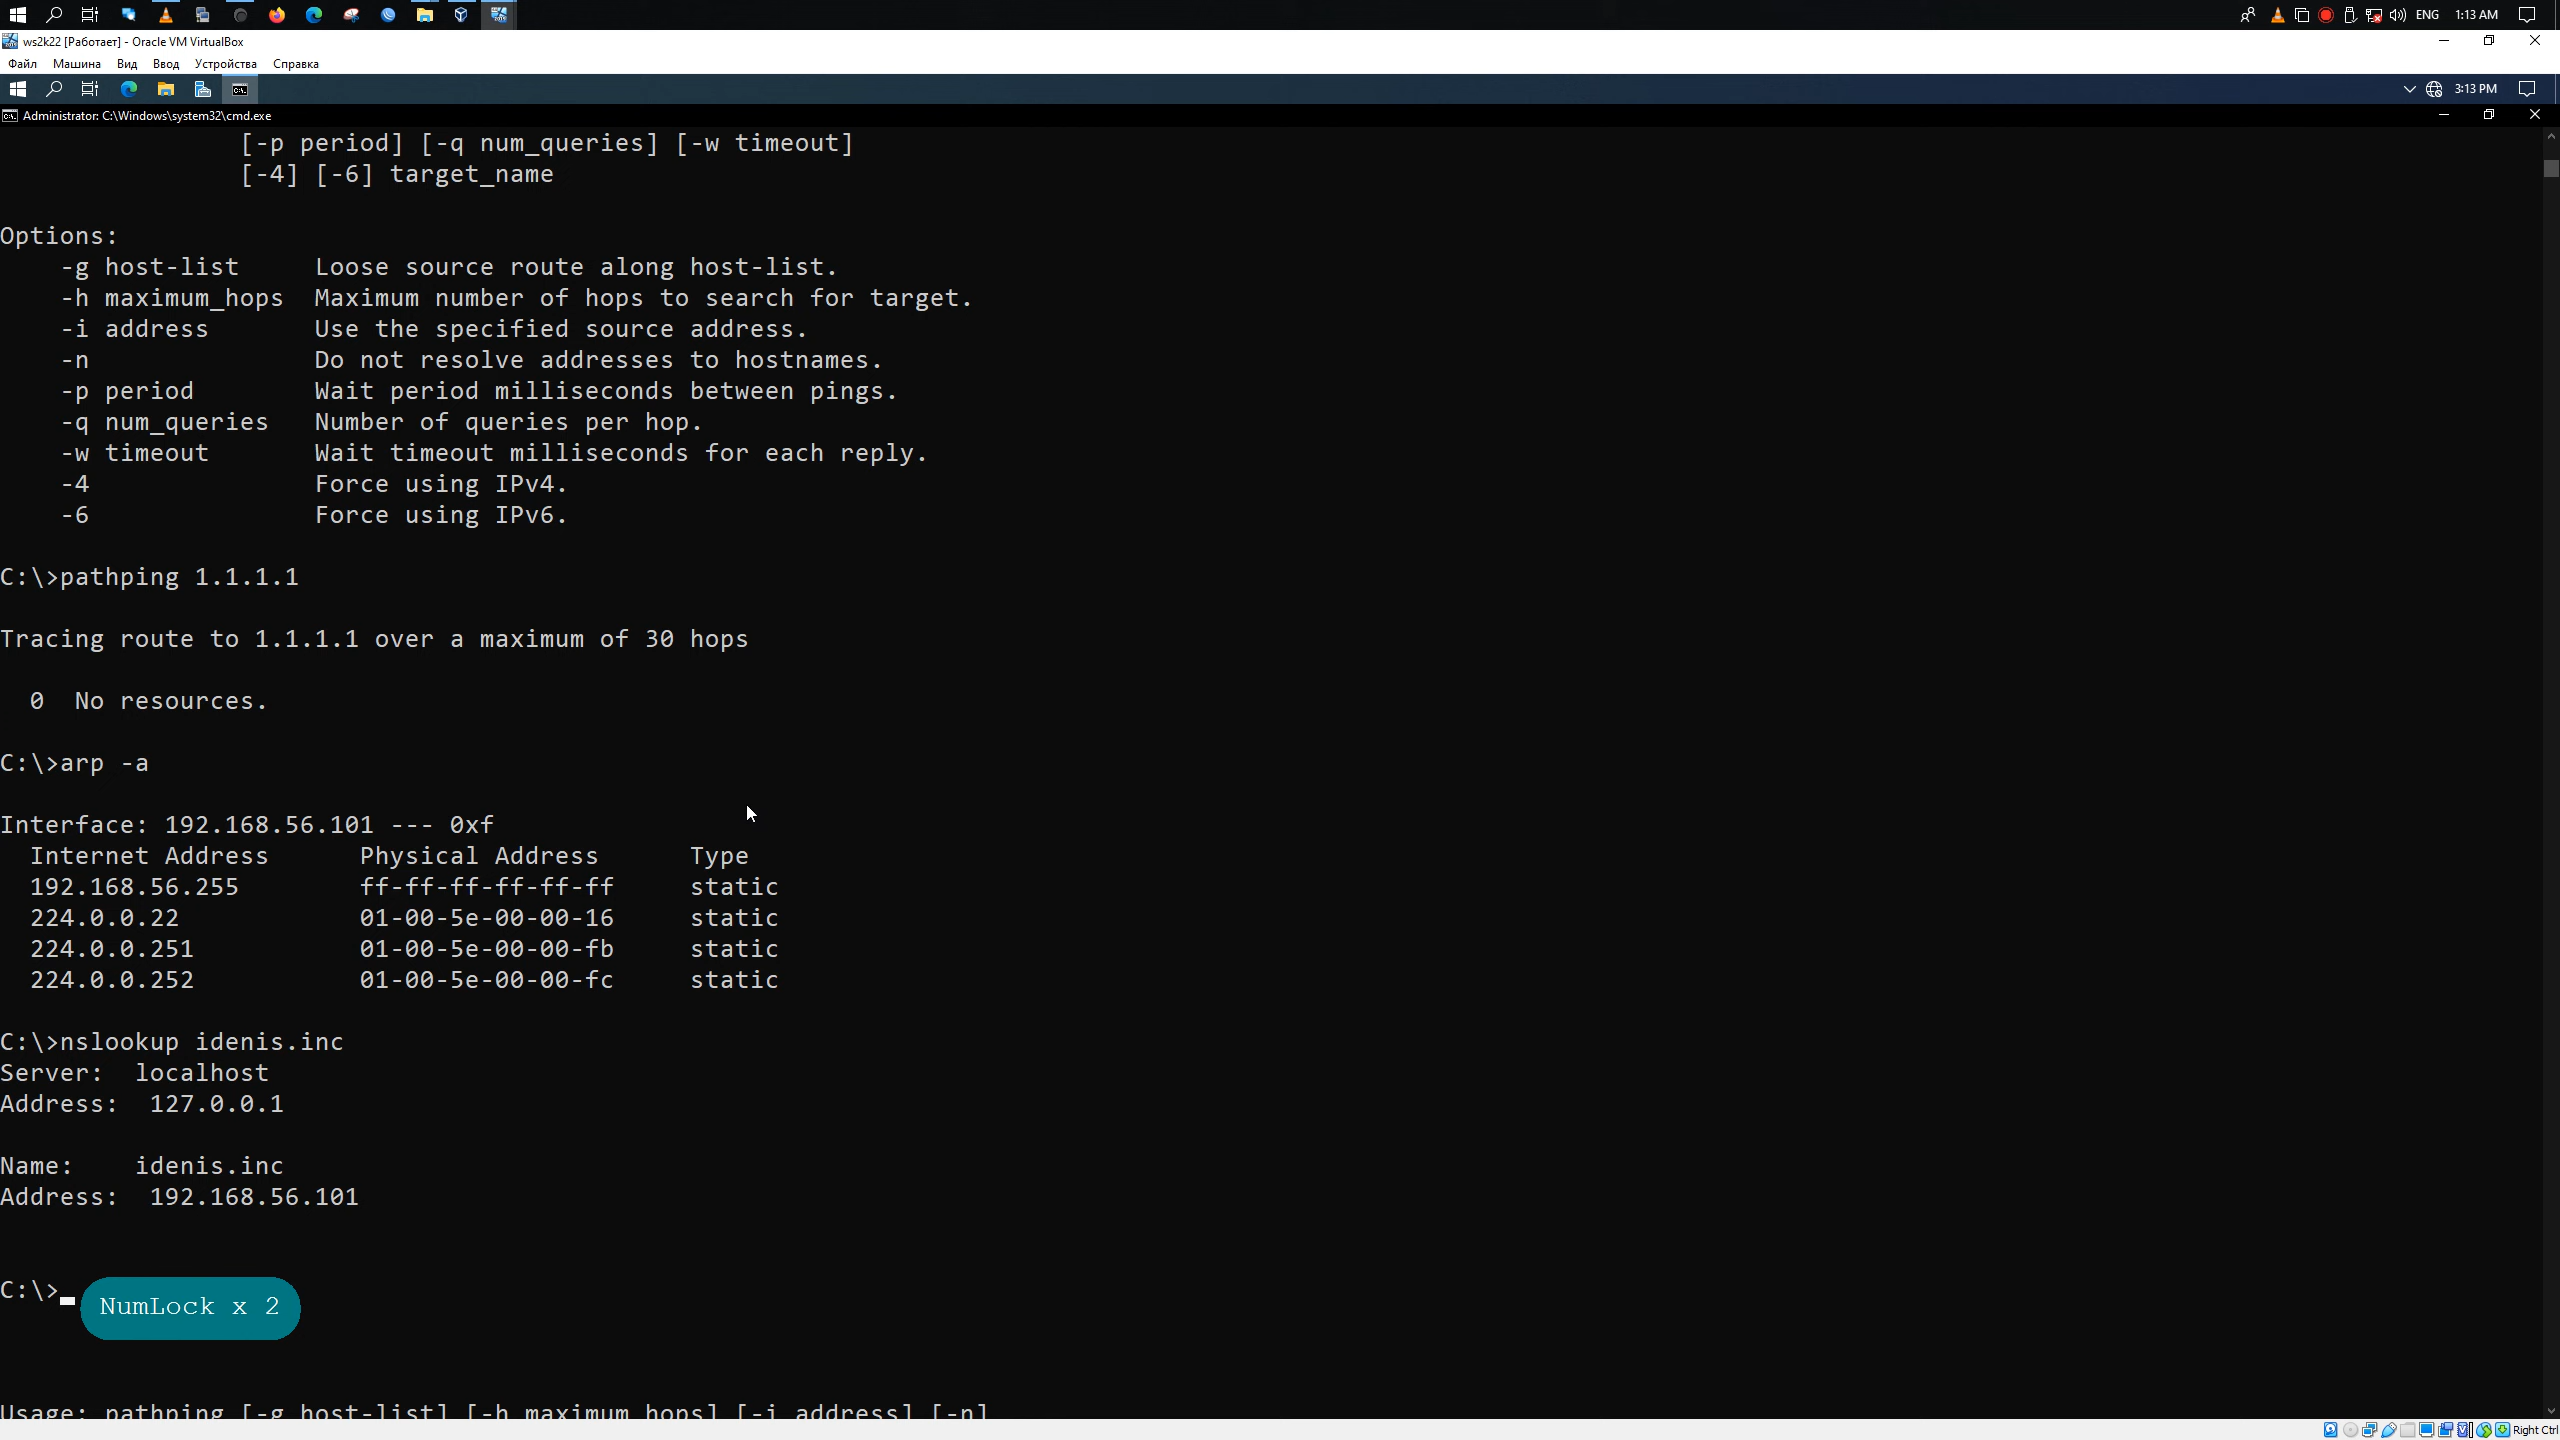 ENG 1:13 AM
ws2k22 [Работает] - Oracle VM VirtualBox
Файл Машина Вид Ввод Устройства Справка
3:13 PM
Administrator: C:\Windows\system32\cmd.exe
[-p period] [-q num_queries] [-w timeout]
[-4] [-6] target_name
Options:
-g host-list Loose source route along host-list.
-h maximum_hops Maximum number of hops to search for target.
-i address Use the specified source address.
-n Do not resolve addresses to hostnames.
-p period Wait period milliseconds between pings.
-q num_queries Number of queries per hop.
-w timeout Wait timeout milliseconds for each reply.
-4 Force using IPv4.
-6 Force using IPv6.
C:\>pathping 1.1.1.1
Tracing route to 1.1.1.1 over a maximum of 30 hops
0 No resources.
C:\>arp -a
Interface: 192.168.56.101 --- 0xf
Internet Address Physical Address Type
192.168.56.255 ff-ff-ff-ff-ff-ff static
224.0.0.22 01-00-5e-00-00-16 static
224.0.0.251 01-00-5e-00-00-fb static
224.0.0.252 01-00-5e-00-00-fc static
C:\>nslookup idenis.inc
Server: localhost
Address: 127.0.0.1
Name: idenis.inc
Address: 192.168.56.101
C:\>
NumLock x 2
Usage: pathping [-g host-list] [-h maximum_hops] [-i address] [-n]
Right Ctrl